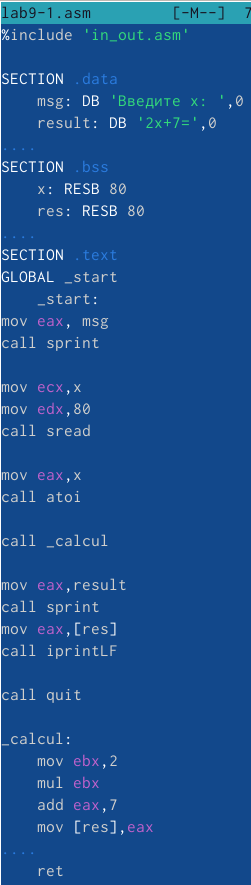 lab9-1.asm [-M--] 7
%include 'in_out.asm'
SECTION .data
msg: DB 'Введите x: ',0
result: DB '2x+7=',0
....
SECTION .bss
x: RESB 80
res: RESB 80
....
SECTION .text
GLOBAL _start
_start:
mov eax, msg
call sprint
mov ecx,x
mov edx,80
call sread
mov eax,x
call atoi
call _calcul
mov eax,result
call sprint
mov eax,[res]
call iprintLF
call quit
_calcul:
mov ebx,2
mul ebx
add eax,7
mov [res],eax
....
ret